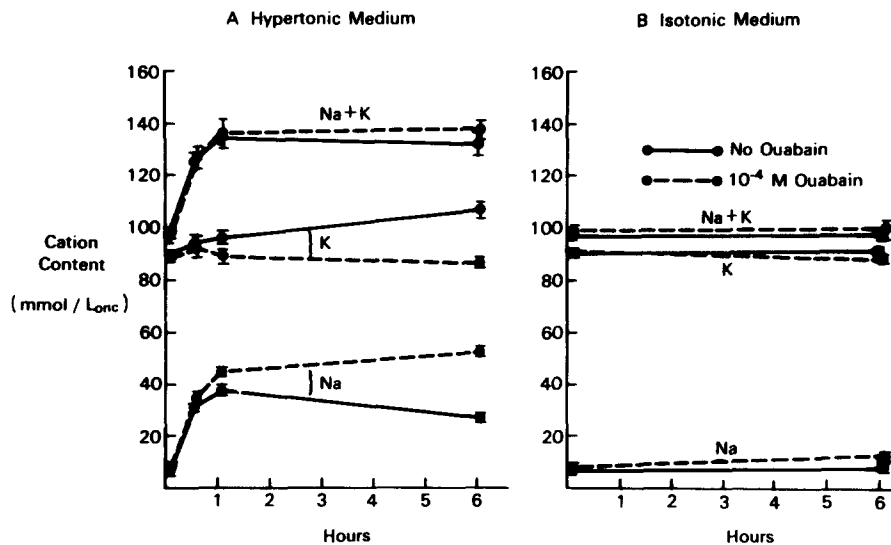 A Hypertonic Medium
160
140
120
100
80
60
40
20
Cation
Content
(mmol / Lorc)
Na+K
K
Na
1 2 3 4 5 6
Hours
B Isotonic Medium
160
140
120
100
80
60
40
20
No Ouabain
10⁻⁴ M Ouabain
Na+K
K
Na
1 2 3 4 5 6
Hours